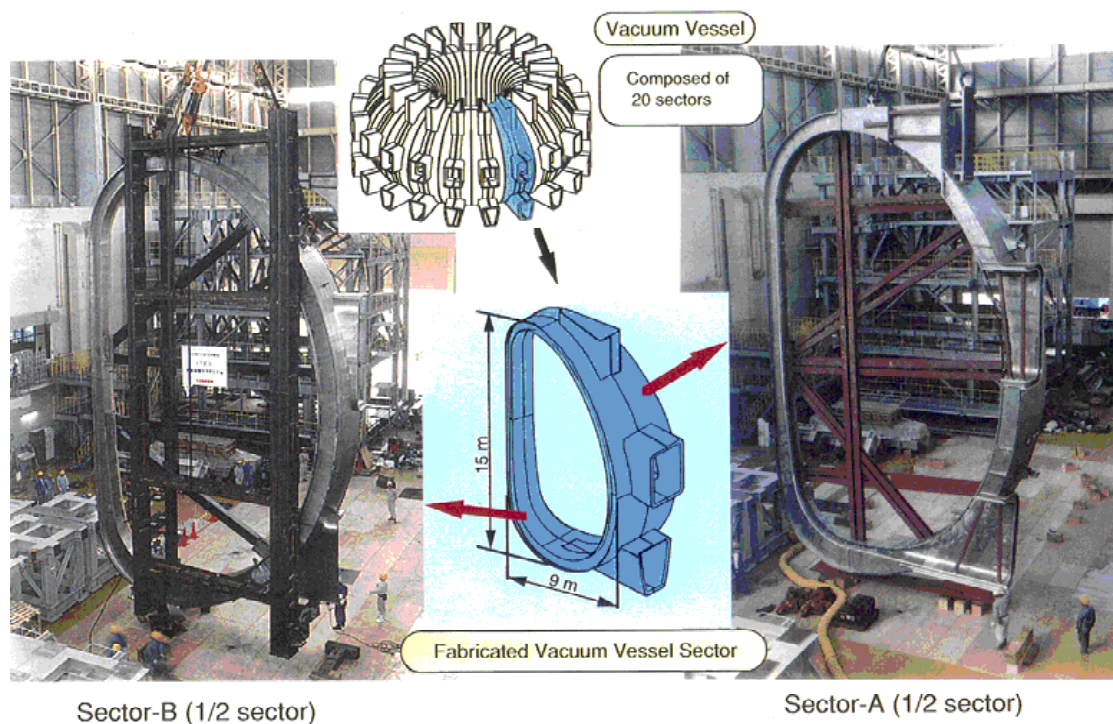 Vacuum Vessel
Composed of
20 sectors
15 m
9 m
Fabricated Vacuum Vessel Sector
Sector-B (1/2 sector)
Sector-A (1/2 sector)